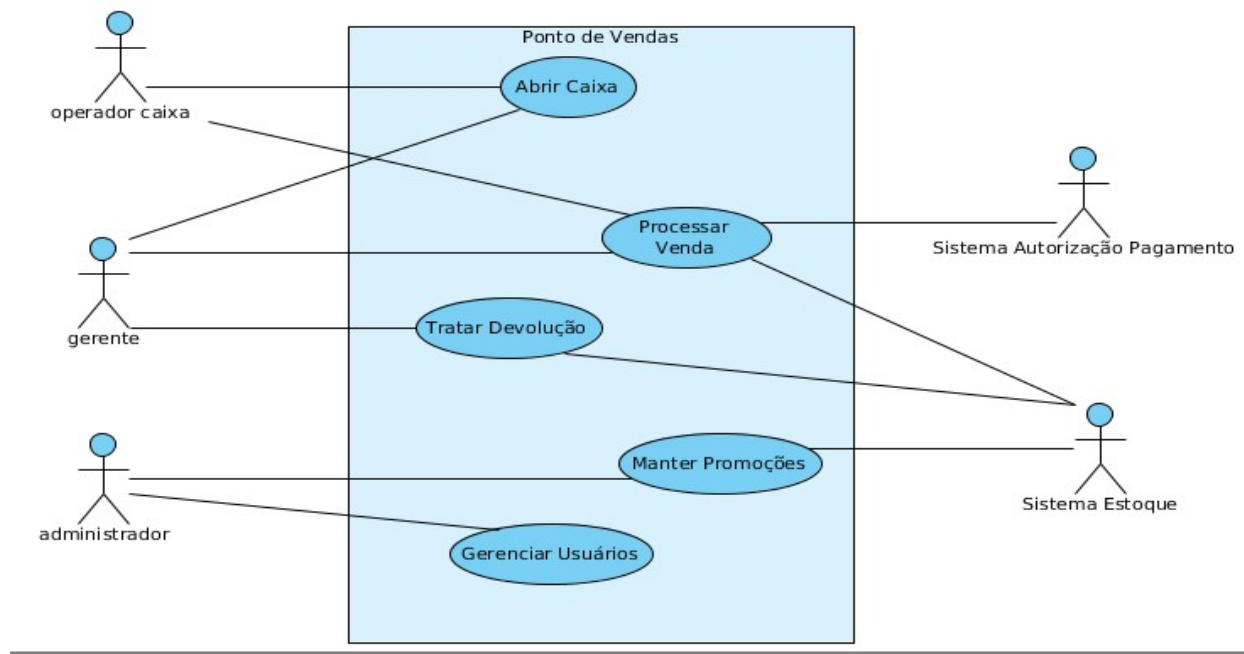 Ponto de Vendas
Abrir Caixa
operador caixa
Processar
Venda
Sistema Autorização Pagamento
gerente
Tratar Devolução
Manter Promoções
Sistema Estoque
administrador
Gerenciar Usuários